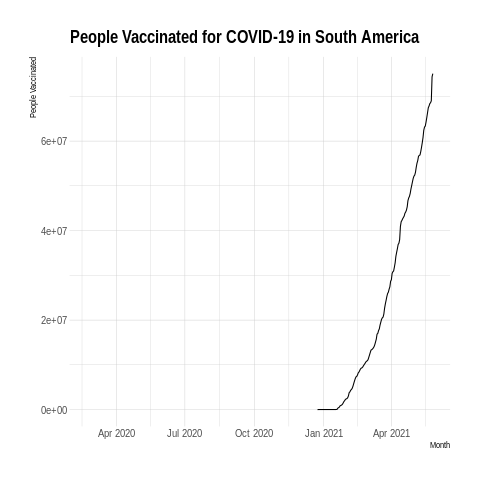 People Vaccinated for COVID-19 in South America
People Vaccinated
6e+07
4e+07
2e+07
0e+00
Apr 2020 Jul 2020 Oct 2020 Jan 2021 Apr 2021
Month